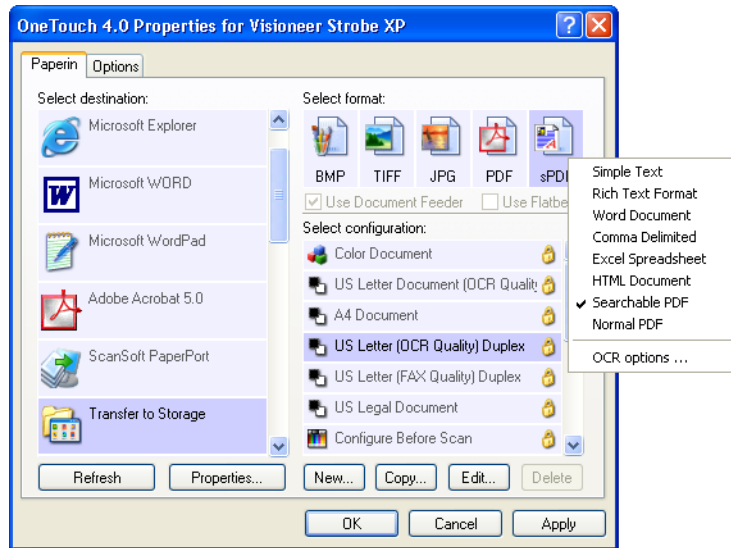 OneTouch 4.0 Properties for Visioneer Strobe XP
Paperin
Options
Select destination:
Microsoft Explorer
Microsoft WORD
Microsoft WordPad
Adobe Acrobat 5.0
ScanSoft PaperPort
Transfer to Storage
Refresh
Properties...
Select format:
BMP
TIFF
JPG
PDF
sPDF
Use Document Feeder
Use Flatbe
Select configuration:
Color Document
US Letter Document (OCR Quality
A4 Document
US Letter (OCR Quality) Duplex
US Letter (FAX Quality) Duplex
US Legal Document
Configure Before Scan
New...
Copy...
Edit...
Delete
Simple Text
Rich Text Format
Word Document
Comma Delimited
Excel Spreadsheet
HTML Document
Searchable PDF
Normal PDF
OCR options ...
OK
Cancel
Apply